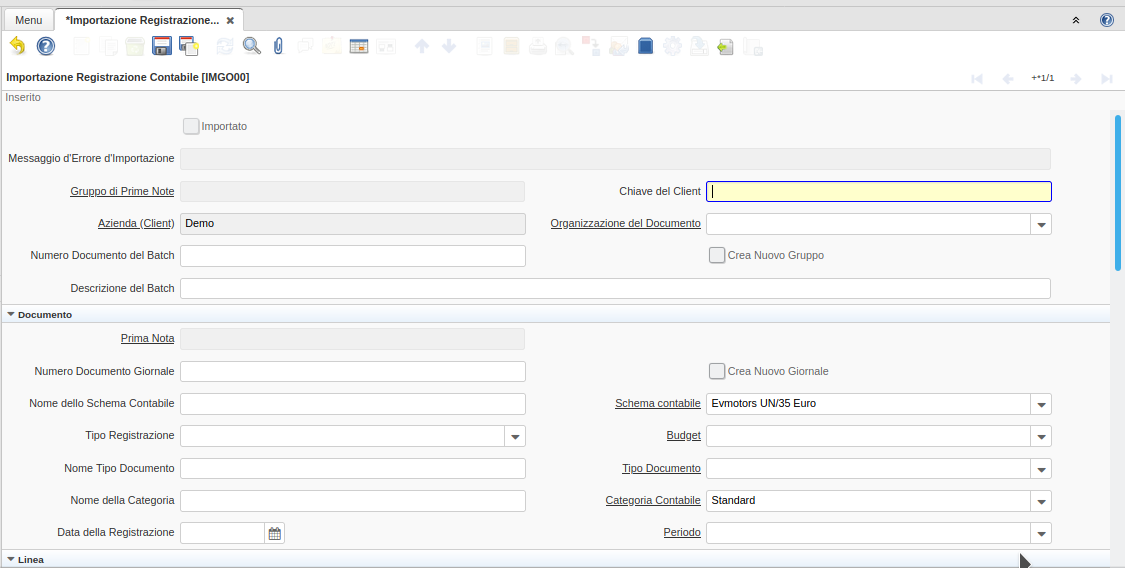 Menu *Importazione Registrazione...
Importazione Registrazione Contabile [IMGO00] +*1/1
Inserito
Importato
Messaggio d'Errore d'Importazione
Gruppo di Prime Note Chiave del Client
Azienda (Client) Demo Organizzazione del Documento
Numero Documento del Batch Crea Nuovo Gruppo
Descrizione del Batch
Documento
Prima Nota
Numero Documento Giornale Crea Nuovo Giornale
Nome dello Schema Contabile Schema contabile Evmotors UN/35 Euro
Tipo Registrazione Budget
Nome Tipo Documento Tipo Documento
Nome della Categoria Categoria Contabile Standard
Data della Registrazione Periodo
Linea